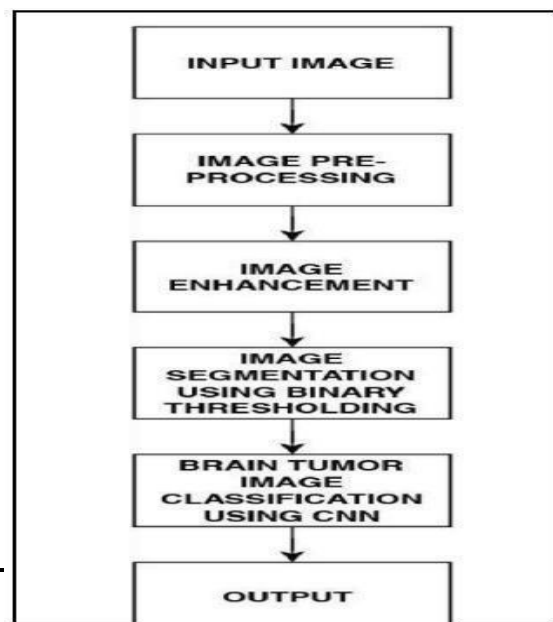 INPUT IMAGE
IMAGE PRE-
PROCESSING
IMAGE
ENHANCEMENT
IMAGE
SEGMENTATION
USING BINARY
THRESHOLDING
BRAIN TUMOR
IMAGE
CLASSIFICATION
USING CNN
OUTPUT